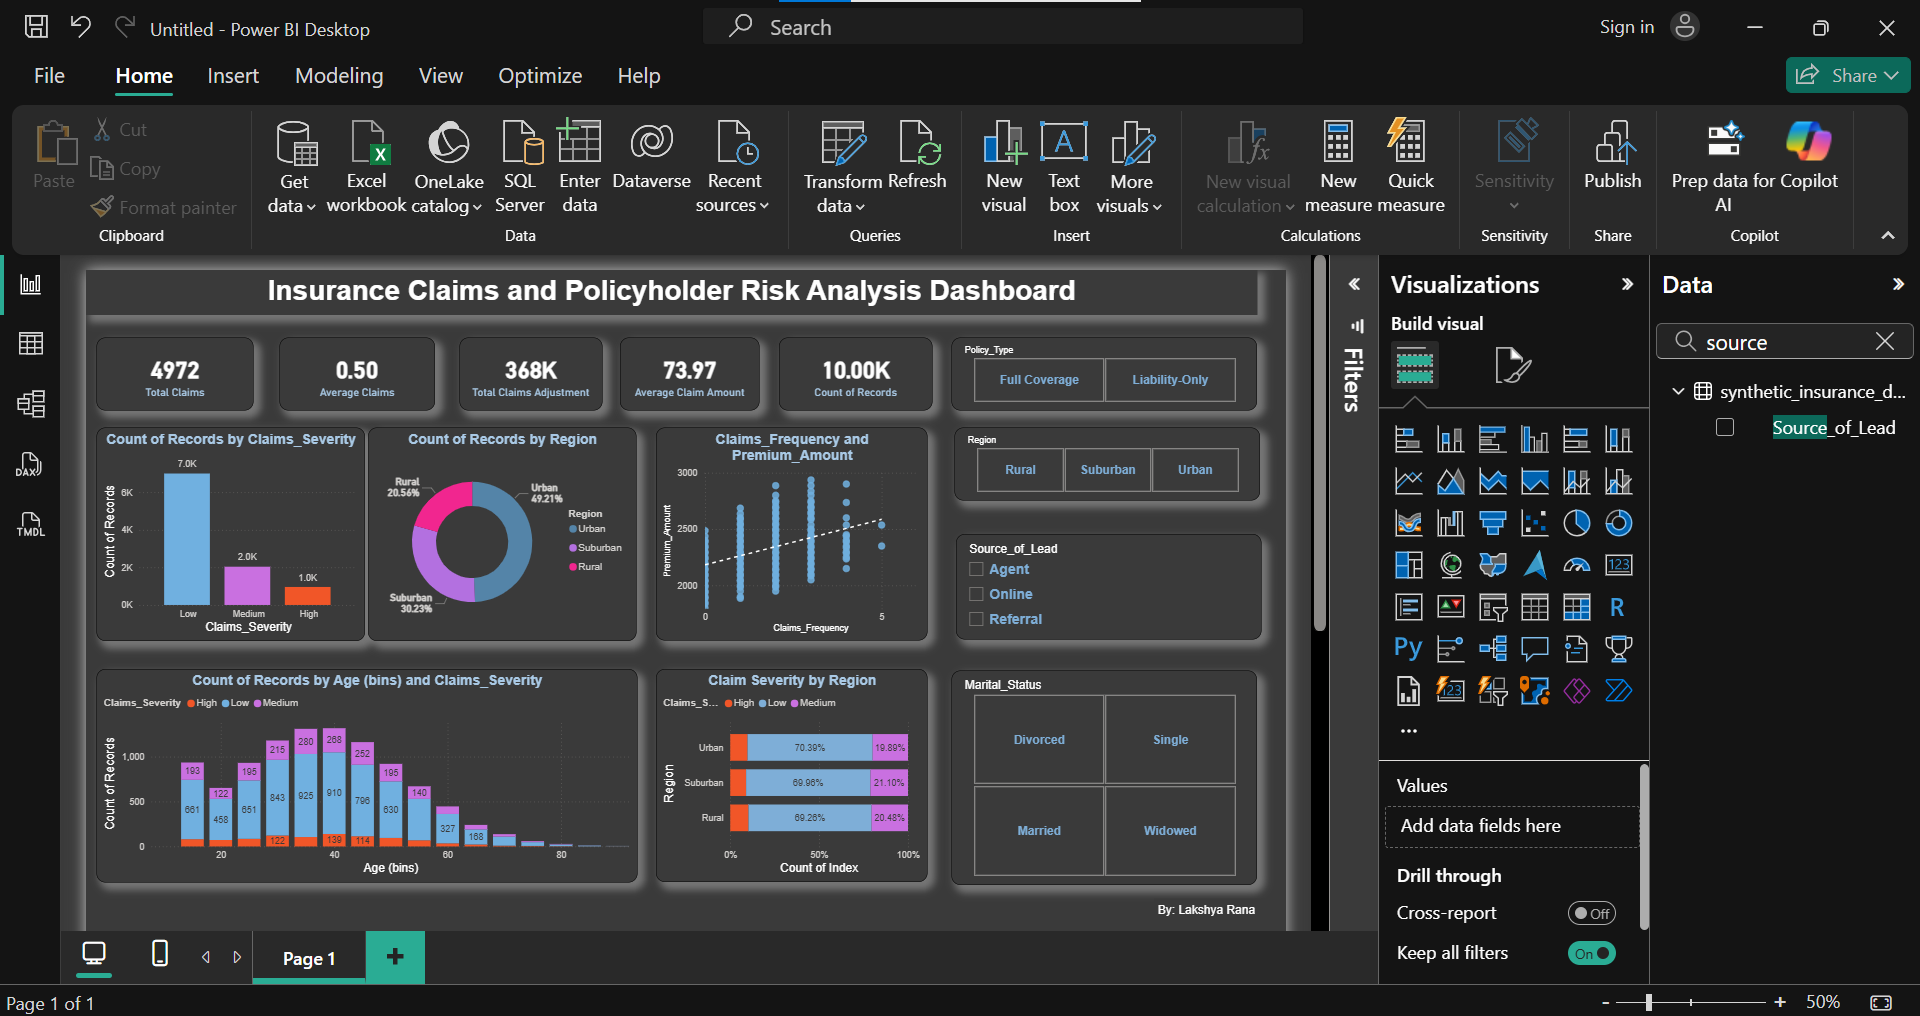 Untitled - Power BI Desktop
Search
Sign in
File
Home
Insert
Modeling
View
Optimize
Help
Share
Paste
Cut
Copy
Format painter
Clipboard
Get data
Excel workbook
OneLake catalog
SQL Server
Enter data
Dataverse
Recent sources
Data
Transform data
Refresh
Queries
New visual
Text box
More visuals
Insert
New visual calculation
New measure
Quick measure
Calculations
Sensitivity
Sensitivity
Publish
Share
Prep data for AI
Copilot
Copilot
Insurance Claims and Policyholder Risk Analysis Dashboard
4972
Total Claims
0.50
Average Claims
368K
Total Claims Adjustment
73.97
Average Claim Amount
10.00K
Count of Records
Policy_Type
Full Coverage
Liability-Only
Count of Records by Claims_Severity
Count of Records
6K
4K
2K
0K
7.0K
2.0K
1.0K
Low
Medium
High
Claims_Severity
Count of Records by Region
Rural
20.56%
Urban
49.21%
Suburban
30.23%
Region
Urban
Suburban
Rural
Claims_Frequency and
Premium_Amount
Premium_Amount
3000
2500
2000
0
5
Claims_Frequency
Region
Rural
Suburban
Urban
Source_of_Lead
Agent
Online
Referral
Count of Records by Age (bins) and Claims_Severity
Claims_Severity High Low Medium
Count of Records
1,000
500
0
193
661
122
458
195
651
215
843
122
280
925
268
910
139
252
796
114
195
630
140
327
168
20
40
60
80
Age (bins)
Claim Severity by Region
Claims_S... High Low Medium
Region
Urban
70.39%
19.89%
Suburban
69.96%
21.10%
Rural
69.26%
20.48%
0%
50%
100%
Count of Index
Marital_Status
Divorced
Single
Married
Widowed
By: Lakshya Rana
Filters
Visualizations
Build visual
123
R
Py
123
...
Values
Add data fields here
Drill through
Cross-report
Off
Keep all filters
On
Data
source
synthetic_insurance_d...
Source_of_Lead
DAX
TMDL
Page 1
+
Page 1 of 1
-
+
50%